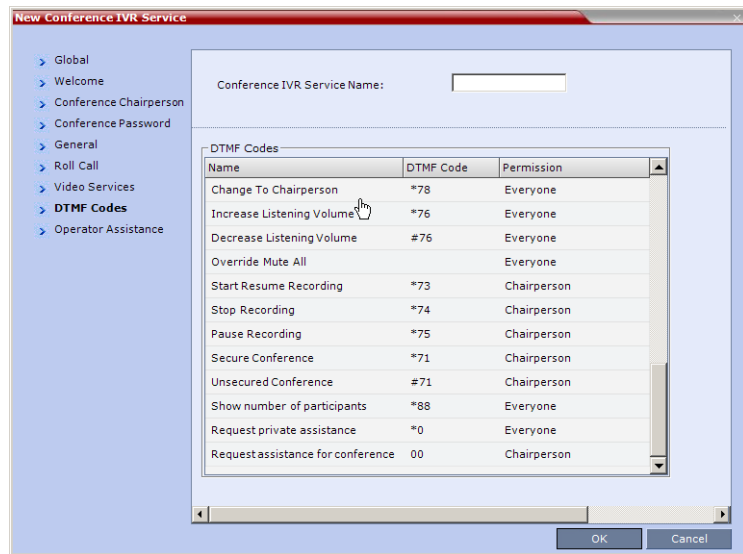 New Conference IVR Service
Global
Welcome
Conference Chairperson
Conference Password
General
Roll Call
Video Services
DTMF Codes
Operator Assistance
Conference IVR Service Name:
DTMF Codes
Name DTMF Code Permission
Change To Chairperson *78 Everyone
Increase Listening Volume *76 Everyone
Decrease Listening Volume #76 Everyone
Override Mute All Everyone
Start Resume Recording *73 Chairperson
Stop Recording *74 Chairperson
Pause Recording *75 Chairperson
Secure Conference *71 Chairperson
Unsecured Conference #71 Chairperson
Show number of participants *88 Everyone
Request private assistance *0 Everyone
Request assistance for conference 00 Chairperson
OK Cancel